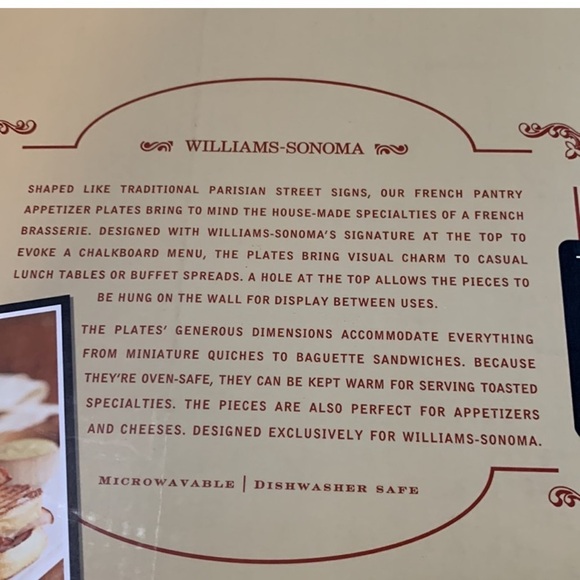 WILLIAMS-SONOMA
SHAPED LIKE TRADITIONAL PARISIAN STREET SIGNS, OUR FRENCH PANTRY
APPETIZER PLATES BRING TO MIND THE HOUSE-MADE SPECIALTIES OF A FRENCH
BRASSERIE. DESIGNED WITH WILLIAMS-SONOMA'S SIGNATURE AT THE TOP TO
EVOKE A CHALKBOARD MENU, THE PLATES BRING VISUAL CHARM TO CASUAL
LUNCH TABLES OR BUFFET SPREADS. A HOLE AT THE TOP ALLOWS THE PIECES TO
BE HUNG ON THE WALL FOR DISPLAY BETWEEN USES.
THE PLATES' GENEROUS DIMENSIONS ACCOMMODATE EVERYTHING
FROM MINIATURE QUICHES TO BAGUETTE SANDWICHES. BECAUSE
THEY'RE OVEN-SAFE, THEY CAN BE KEPT WARM FOR SERVING TOASTED
SPECIALTIES. THE PIECES ARE ALSO PERFECT FOR APPETIZERS
AND CHEESES. DESIGNED EXCLUSIVELY FOR WILLIAMS-SONOMA.
MICROWAVABLE | DISHWASHER SAFE